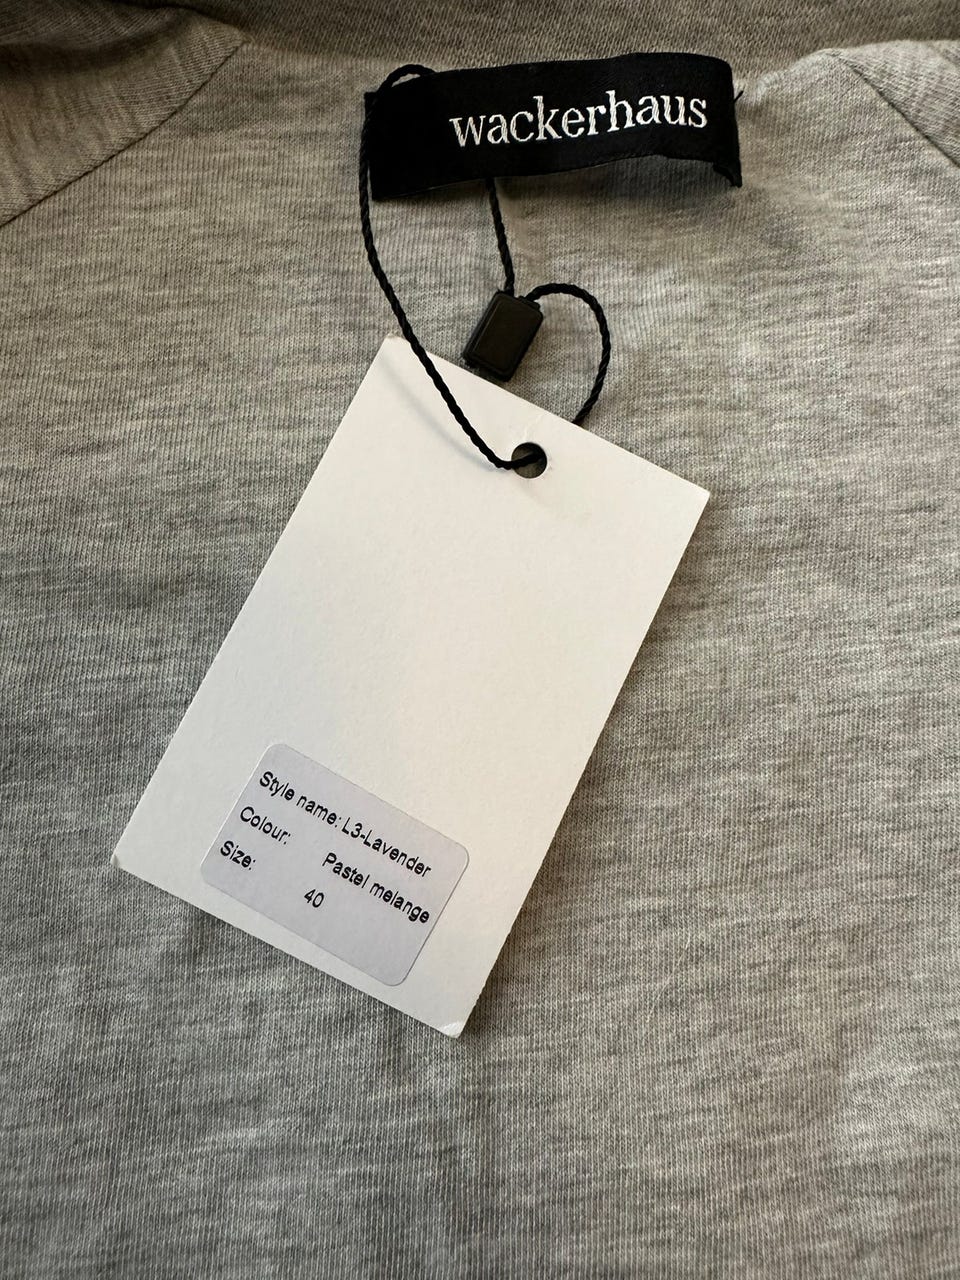 wackerhaus
Style name: L3-Lavender
Colour: Pastel melange
Size: 40